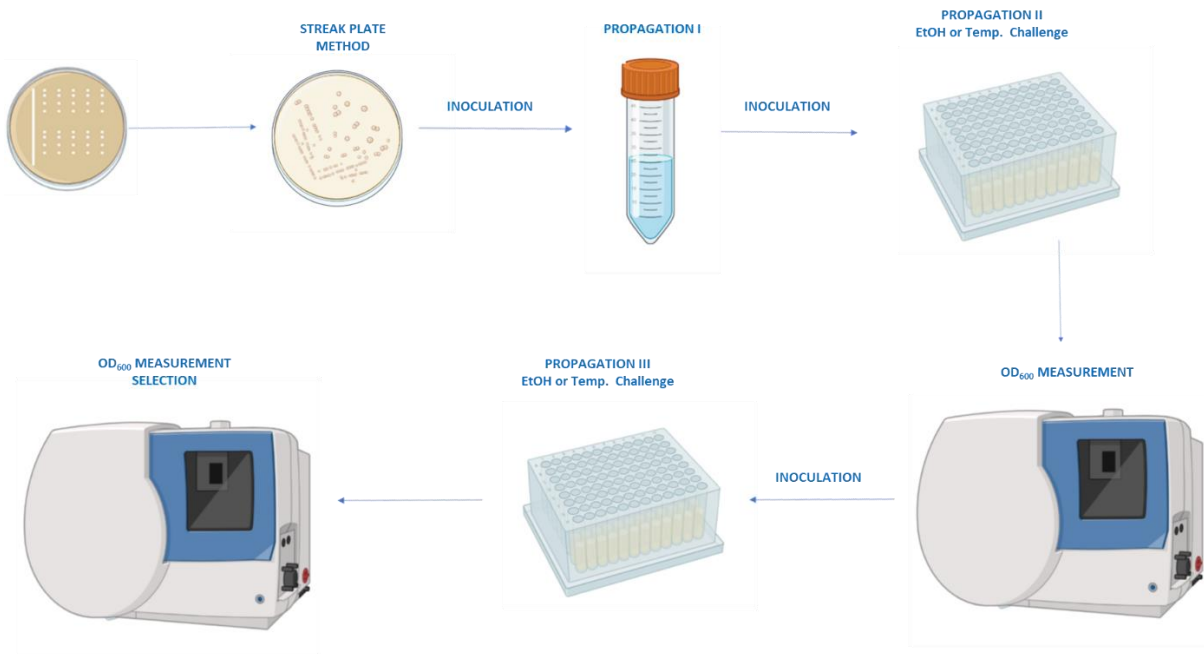 STREAK PLATE
METHOD
INOCULATION
PROPAGATION I
INOCULATION
PROPAGATION II
EtOH or Temp. Challenge
OD₆₀₀ MEASUREMENT
INOCULATION
PROPAGATION III
EtOH or Temp. Challenge
OD₆₀₀ MEASUREMENT
SELECTION